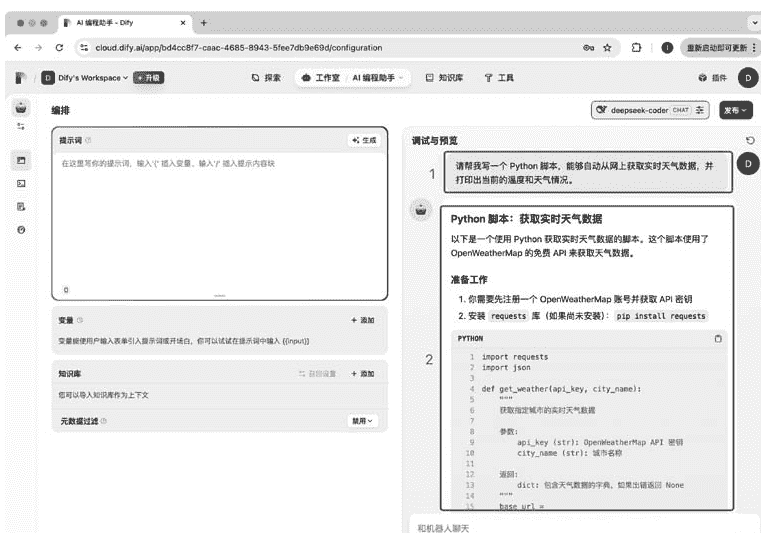 AI 编程助手 - Dify
cloud.dify.ai/app/bd4cc8f7-caac-4685-8943-5fee7db9e69d/configuration
重新启动即可更新
D Dify's Workspace 升级
探索
工作室 / AI 编程助手
知识库
工具
插件
D
编排
deepseek-coder CHAT
发布
提示词
生成
在这里写你的提示词，输入'{' 插入变量、输入'/' 插入提示内容块
0
变量
+ 添加
变量能使用户输入表单引入提示词或开场白，你可以试试在提示词中输入 {{input}}
知识库
召回设置
+ 添加
您可以导入知识库作为上下文
元数据过滤
禁用
调试与预览
1
请帮我写一个 Python 脚本，能够自动从网上获取实时天气数据，并
打印出当前的温度和天气情况。
D
Python 脚本：获取实时天气数据
以下是一个使用 Python 获取实时天气数据的脚本。这个脚本使用了
OpenWeatherMap 的免费 API 来获取天气数据。
准备工作
1. 你需要先注册一个 OpenWeatherMap 账号并获取 API 密钥
2. 安装 requests 库（如果尚未安装）：pip install requests
2
PYTHON
1 import requests
2 import json
3
4 def get_weather(api_key, city_name):
5 """
6 获取指定城市的实时天气数据
7
8 参数:
9 api_key (str): OpenWeatherMap API 密钥
10 city_name (str): 城市名称
11
12 返回:
13 dict: 包含天气数据的字典，如果出错返回 None
14 """
15 base_url =
和机器人聊天